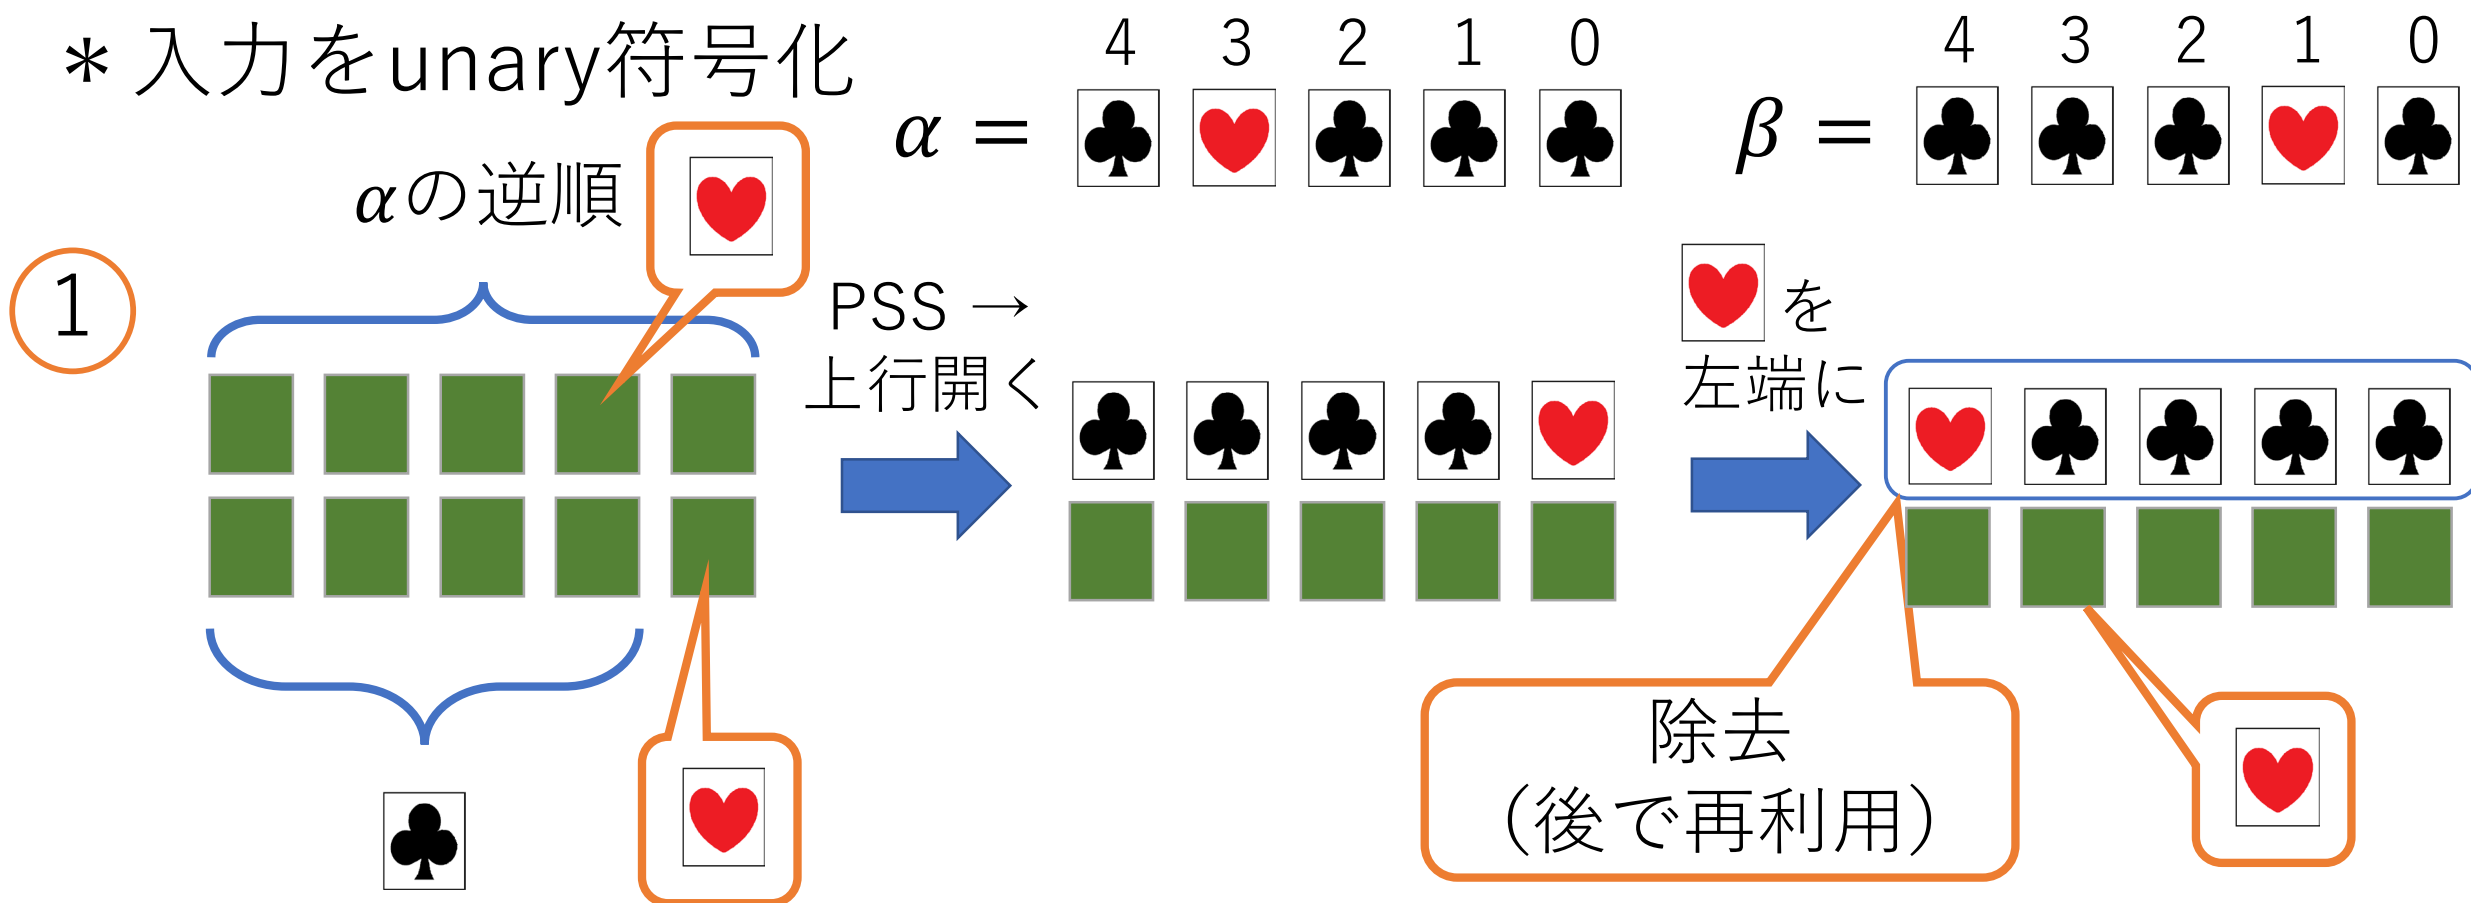 ＊入力をunary符号化
4 3 2 1 0
α =
4 3 2 1 0
β =
αの逆順
1
PSS →
上行開く
を
左端に
除去
（後で再利用）